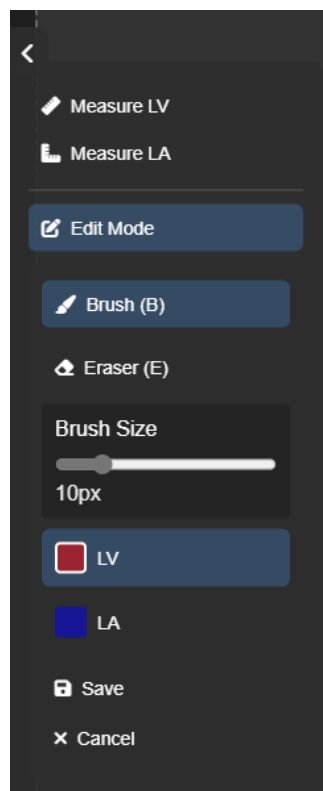 Measure LV
Measure LA
Edit Mode
Brush (B)
Eraser (E)
Brush Size
10px
LV
LA
Save
Cancel